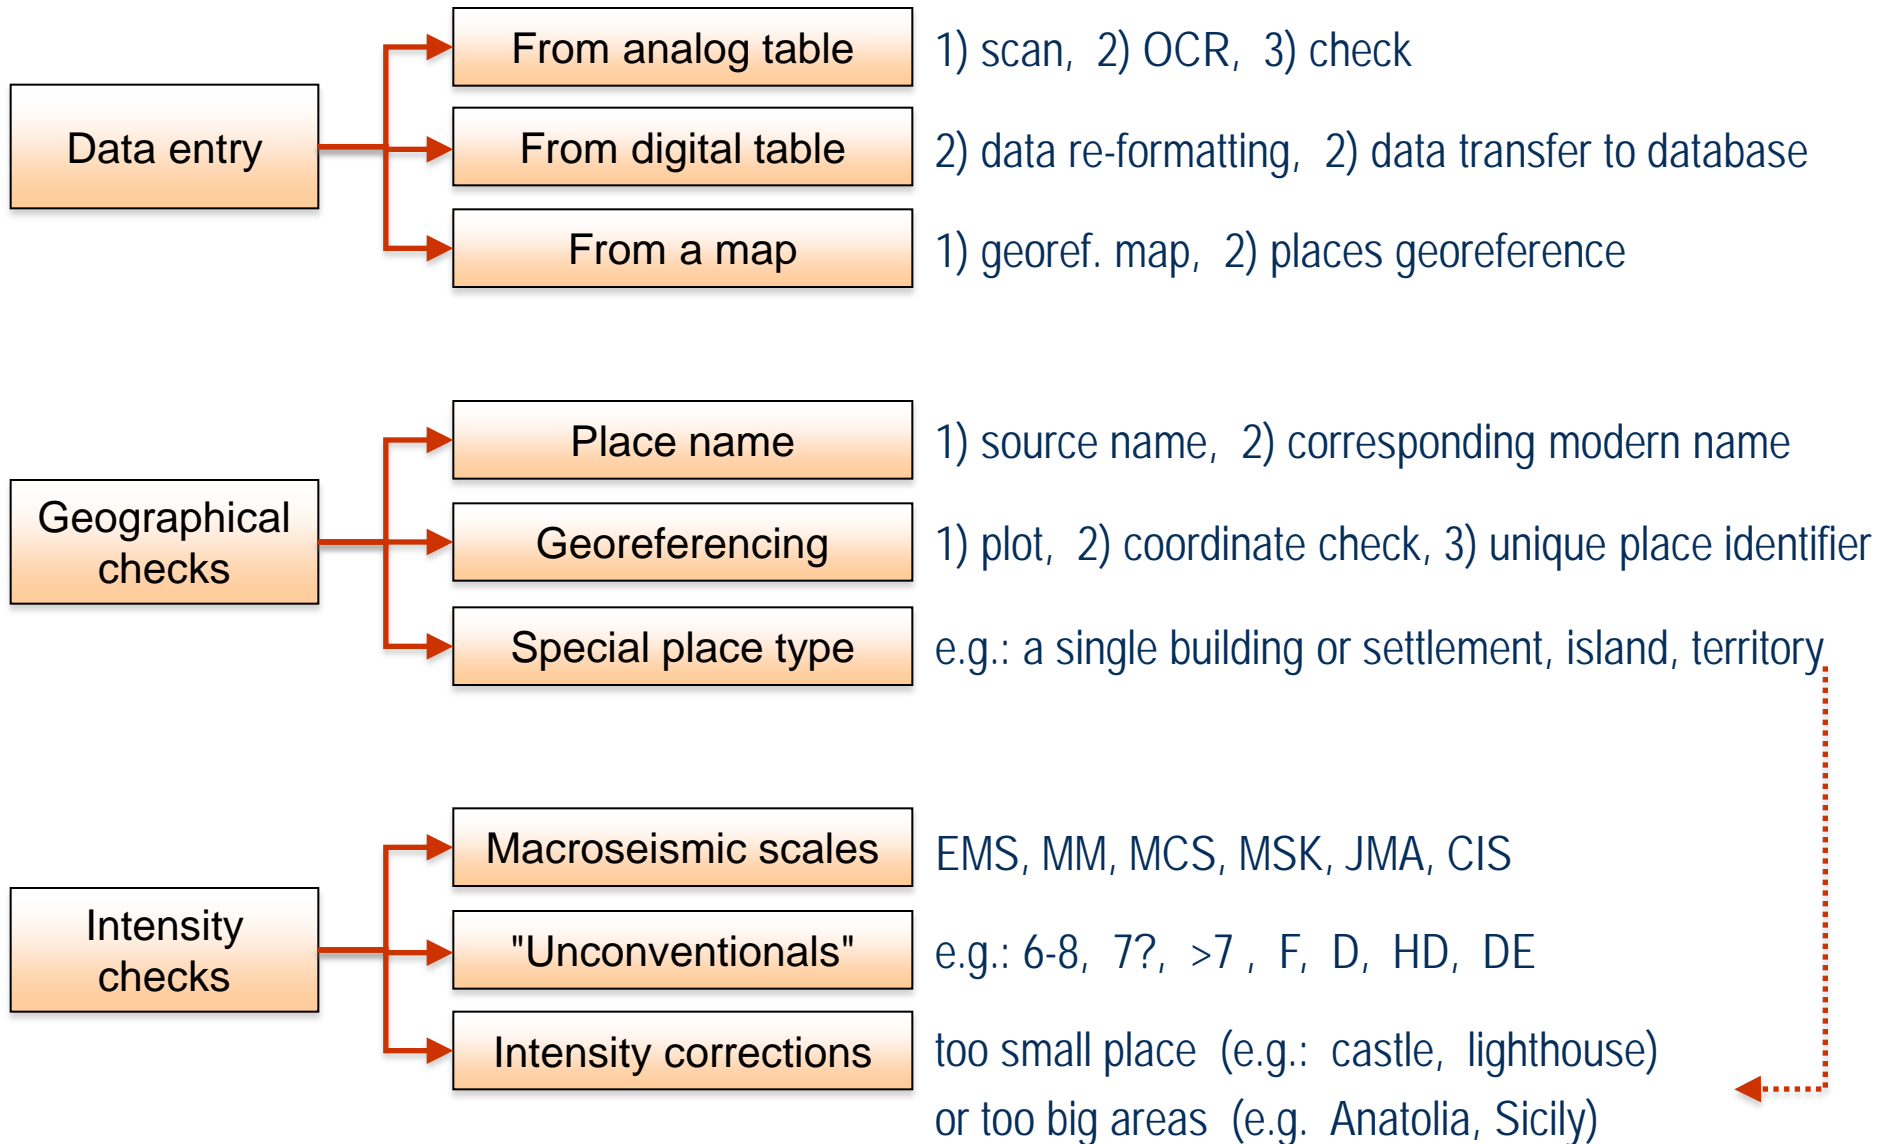 From analog table
1) scan, 2) OCR, 3) check
Data entry
From digital table
2) data re-formatting, 2) data transfer to database
From a map
1) georef. map, 2) places georeference
Place name
1) source name, 2) corresponding modern name
Geographical
checks
Georeferencing
1) plot, 2) coordinate check, 3) unique place identifier
Special place type
e.g.: a single building or settlement, island, territory
Macroseismic scales
EMS, MM, MCS, MSK, JMA, CIS
Intensity
checks
"Unconventionals"
e.g.: 6-8, 7?, >7 , F, D, HD, DE
Intensity corrections
too small place (e.g.: castle, lighthouse)
or too big areas (e.g. Anatolia, Sicily)